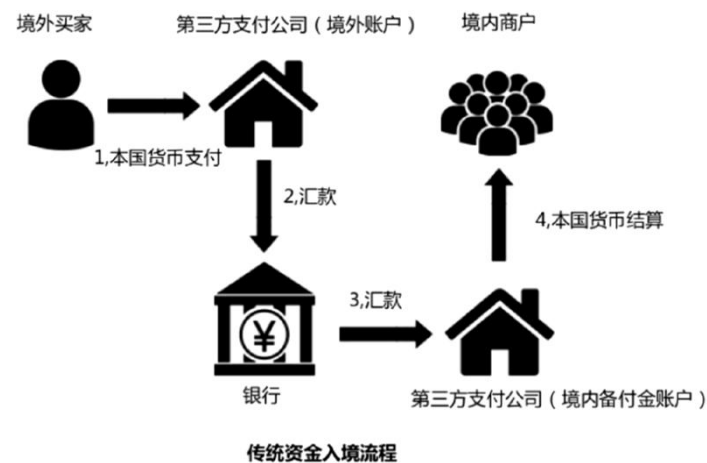 境外买家
第三方支付公司（境外账户）
境内商户
1,本国货币支付
2,汇款
4,本国货币结算
3,汇款
¥
银行
第三方支付公司（境内备付金账户）
传统资金入境流程